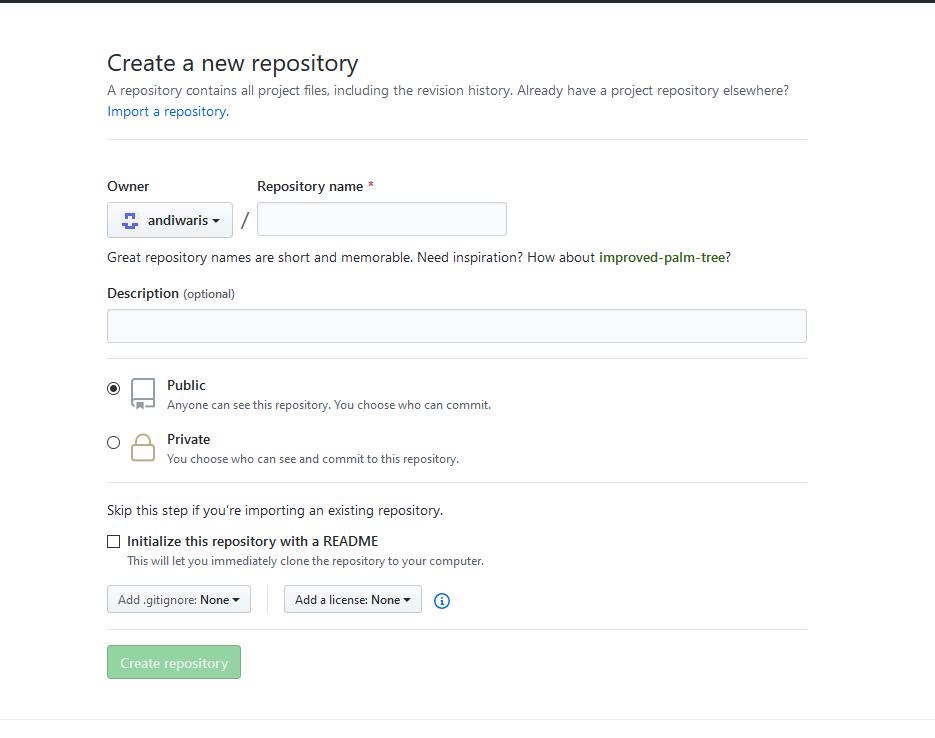 Create a new repository
A repository contains all project files, including the revision history. Already have a project repository elsewhere?
Import a repository.
Owner
Repository name *
andiwaris
/
Great repository names are short and memorable. Need inspiration? How about improved-palm-tree?
Description (optional)
Public
Anyone can see this repository. You choose who can commit.
Private
You choose who can see and commit to this repository.
Skip this step if you’re importing an existing repository.
Initialize this repository with a README
This will let you immediately clone the repository to your computer.
Add .gitignore: None
Add a license: None
Create repository